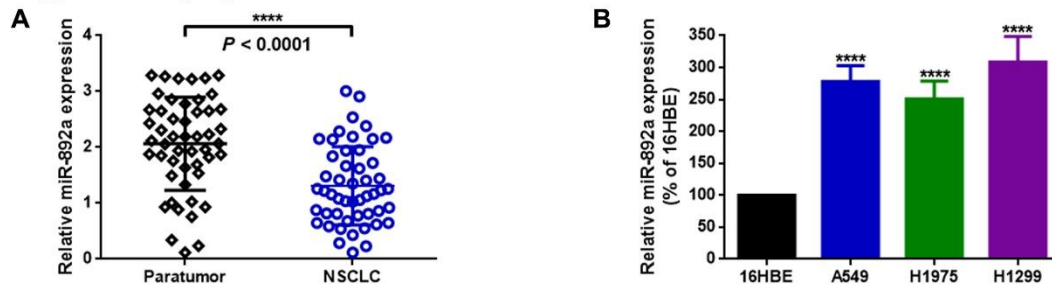 A
Relative miR-892a expression
4
3
2
1
0
****
P < 0.0001
Paratumor
NSCLC
B
Relative miR-892a expression
(% of 16HBE)
350
300
250
200
150
100
50
0
****
****
****
16HBE
A549
H1975
H1299